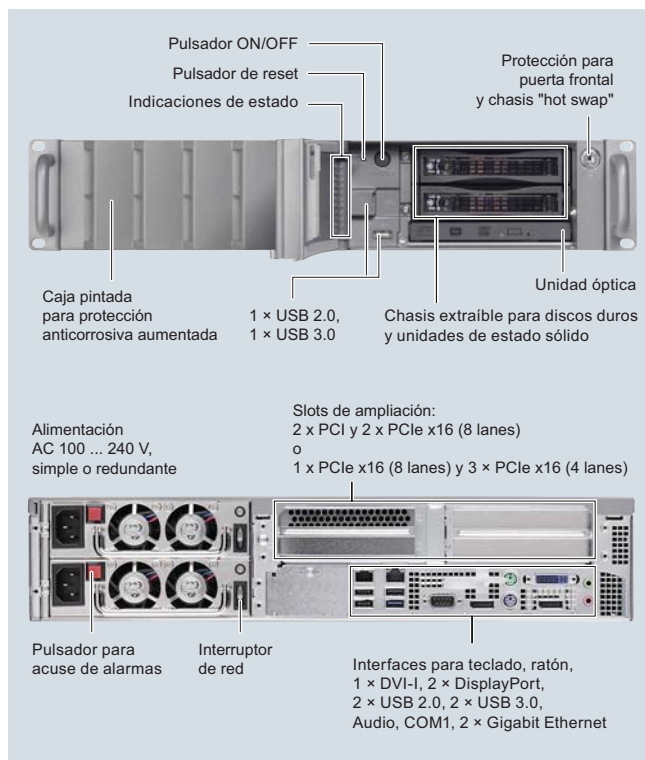 Pulsador ON/OFF
Pulsador de reset
Indicaciones de estado
Protección para
puerta frontal
y chasis "hot swap"
Unidad óptica
Caja pintada
para protección
anticorrosiva aumentada
1 × USB 2.0,
1 × USB 3.0
Chasis extraíble para discos duros
y unidades de estado sólido
Alimentación
AC 100 ... 240 V,
simple o redundante
Slots de ampliación:
2 x PCI y 2 x PCIe x16 (8 lanes)
o
1 x PCIe x16 (8 lanes) y 3 × PCIe x16 (4 lanes)
Pulsador para
acuse de alarmas
Interruptor
de red
Interfaces para teclado, ratón,
1 × DVI-I, 2 × DisplayPort,
2 × USB 2.0, 2 × USB 3.0,
Audio, COM1, 2 × Gigabit Ethernet